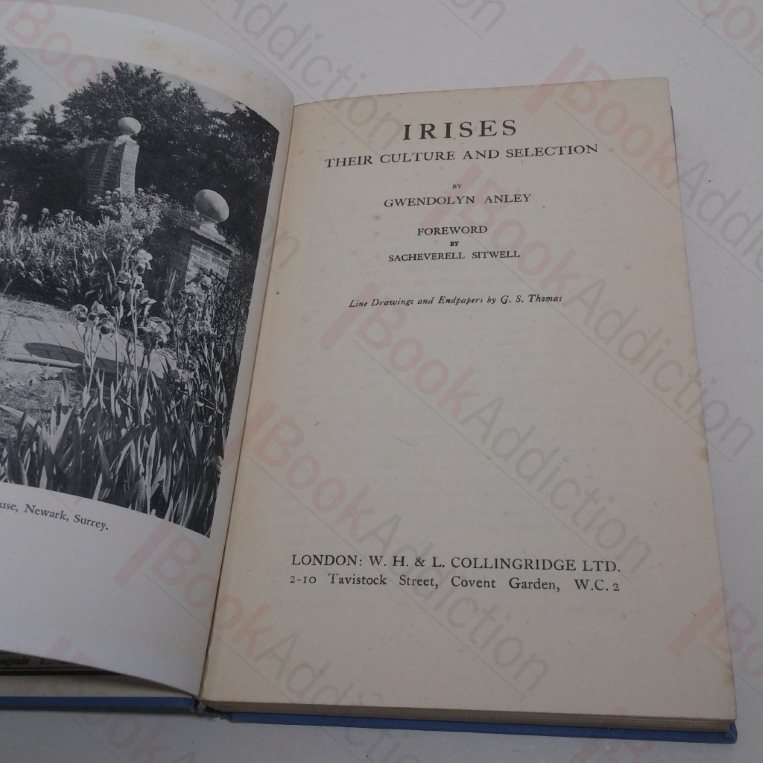 use, Newark, Surrey.
IRISES
THEIR CULTURE AND SELECTION
BY
GWENDOLYN ANLEY
FOREWORD
BY
SACHEVERELL SITWELL
Line Drawings and Endpapers by G. S. Thomas
LONDON: W. H. & L. COLLINGRIDGE LTD.
2-10 Tavistock Street, Covent Garden, W.C.2
BookAddiction